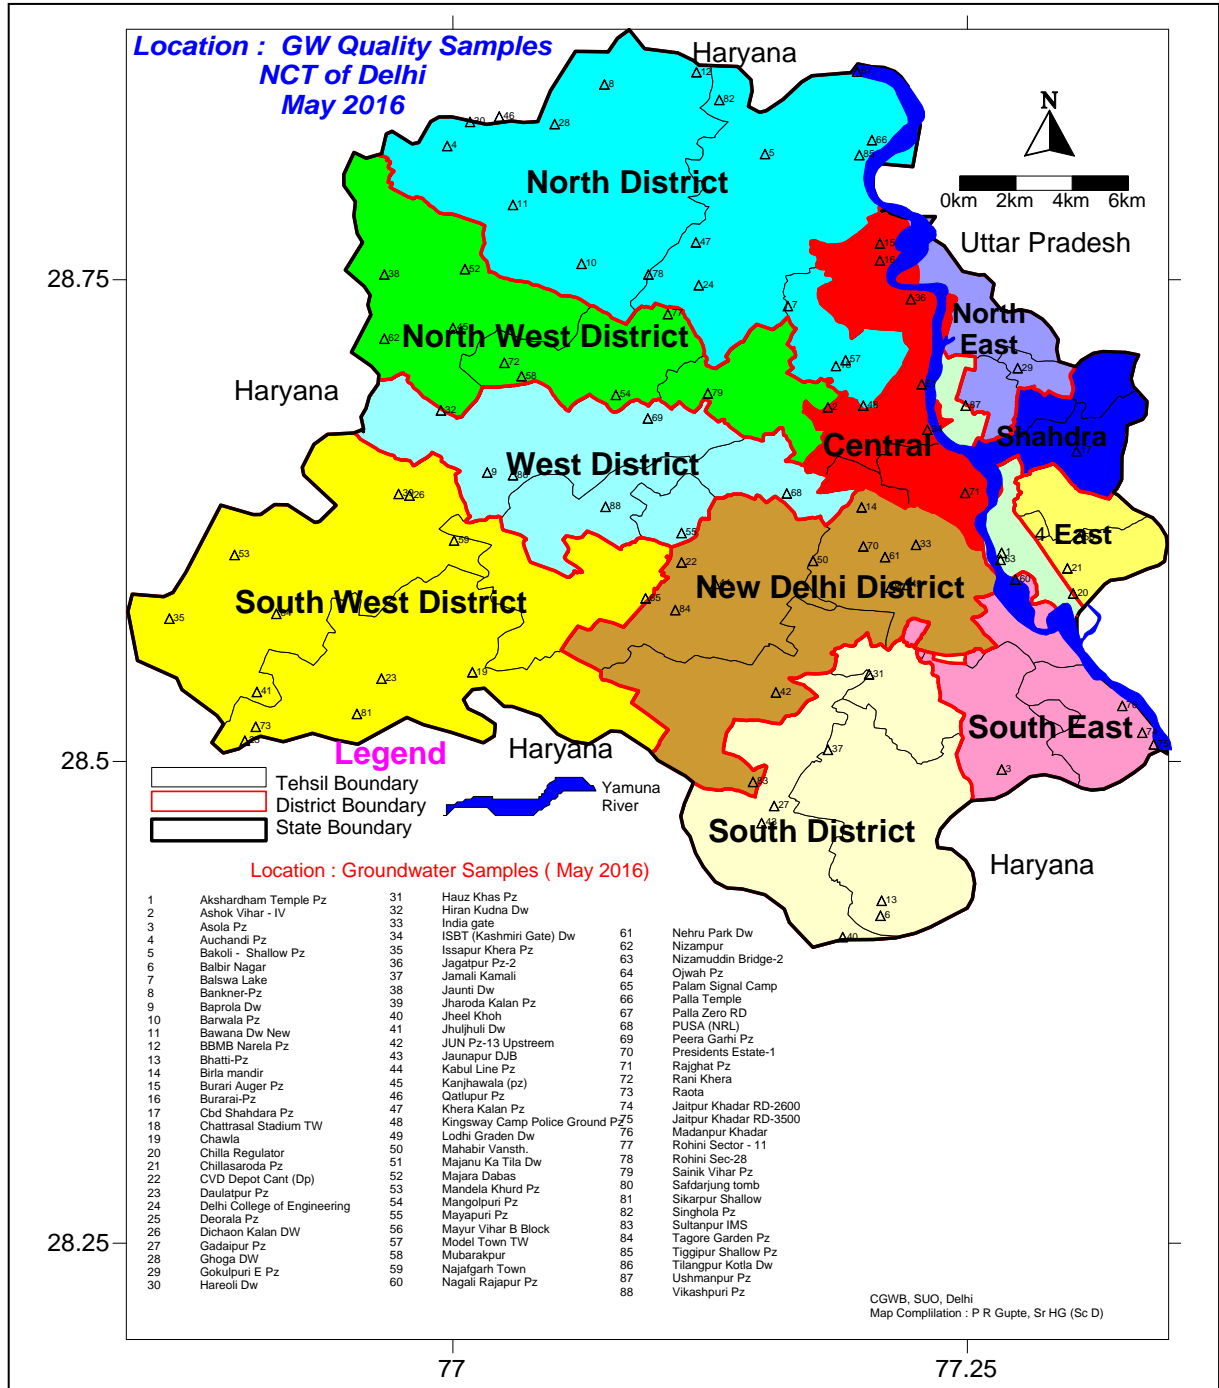 Location :  GW Quality Samples
NCT of Delhi
May 2016
Haryana
N
0km 2km 4km 6km
Uttar Pradesh
North District
28.75
North
East
North West District
Haryana
Shahdra
Central
West District
East
New Delhi District
South West District
South East
28.5
Haryana
South District
Haryana
Legend
Tehsil Boundary
District Boundary
State Boundary
Yamuna
River
Location : Groundwater Samples ( May 2016)
1 Akshardham Temple Pz
2 Ashok Vihar - IV
3 Asola Pz
4 Auchandi Pz
5 Bakoli -  Shallow Pz
6 Balbir Nagar
7 Balswa Lake
8 Bankner-Pz
9 Baprola Dw
10 Barwala Pz
11 Bawana Dw New
12 BBMB Narela Pz
13 Bhatti-Pz
14 Birla mandir
15 Burari Auger Pz
16 Burarai-Pz
17 Cbd Shahdara Pz
18 Chattrasal Stadium TW
19 Chawla
20 Chilla Regulator
21 Chillasaroda Pz
22 CVD Depot Cant (Dp)
23 Daulatpur Pz
24 Delhi College of Engineering
25 Deorala Pz
26 Dichaon Kalan DW
27 Gadaipur Pz
28 Ghoga DW
29 Gokulpuri E Pz
30 Hareoli Dw
31 Hauz Khas Pz
32 Hiran Kudna Dw
33 India gate
34 ISBT (Kashmiri Gate) Dw
35 Issapur Khera Pz
36 Jagatpur Pz-2
37 Jamali Kamali
38 Jaunti Dw
39 Jharoda Kalan Pz
40 Jheel Khoh
41 Jhuljhuli Dw
42 JUN Pz-13 Upstreem
43 Jaunapur DJB
44 Kabul Line Pz
45 Kanjhawala (pz)
46 Qatlupur Pz
47 Khera Kalan Pz
48 Kingsway Camp Police Ground Pz
49 Lodhi Graden Dw
50 Mahabir Vansth.
51 Majanu Ka Tila Dw
52 Majara Dabas
53 Mandela Khurd Pz
54 Mangolpuri Pz
55 Mayapuri Pz
56 Mayur Vihar B Block
57 Model Town TW
58 Mubarakpur
59 Najafgarh Town
60 Nagali Rajapur Pz
61 Nehru Park Dw
62 Nizampur
63 Nizamuddin Bridge-2
64 Ojwah Pz
65 Palam Signal Camp
66 Palla Temple
67 Palla Zero RD
68 PUSA (NRL)
69 Peera Garhi Pz
70 Presidents Estate-1
71 Rajghat Pz
72 Rani Khera
73 Raota
74 Jaitpur Khadar RD-2600
75 Jaitpur Khadar RD-3500
76 Madanpur Khadar
77 Rohini Sector - 11
78 Rohini Sec-28
79 Sainik Vihar Pz
80 Safdarjung tomb
81 Sikarpur Shallow
82 Singhola Pz
83 Sultanpur IMS
84 Tagore Garden Pz
85 Tiggipur Shallow Pz
86 Tilangpur Kotla Dw
87 Ushmanpur Pz
88 Vikashpuri Pz
28.25
CGWB, SUO, Delhi
Map Complilation : P R Gupte, Sr HG (Sc D)
77 77.25